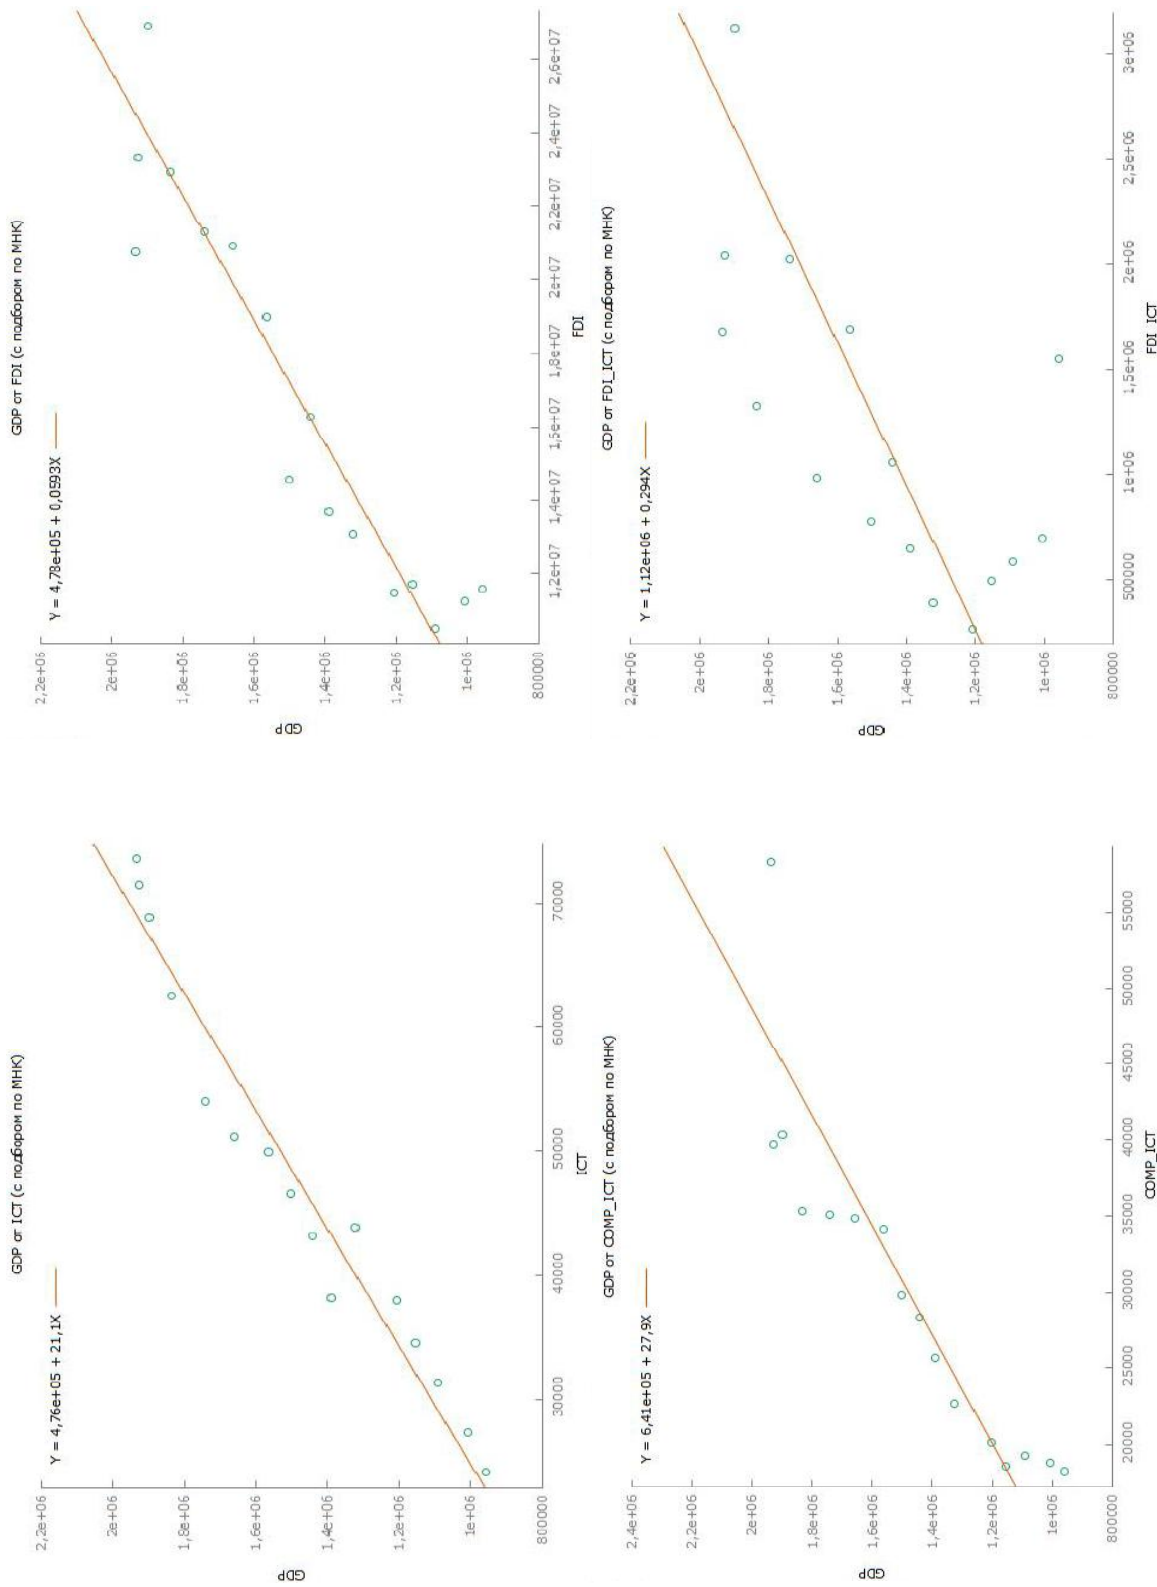 GDP от ICT (с подбором по МНК)
Y = 4,76e+05 + 21,1X
2,2e+06
2e+06
1,8e+06
1,6e+06
1,4e+06
1,2e+06
1e+06
800000
GDP
30000
40000
50000
60000
70000
ICT
GDP от FDI (с подбором по МНК)
Y = 4,78e+05 + 0,0593X
2,2e+06
2e+06
1,8e+06
1,6e+06
1,4e+06
1,2e+06
1e+06
800000
GDP
1,2e+07
1,4e+07
1,6e+07
1,8e+07
2e+07
2,2e+07
2,4e+07
2,6e+07
FDI
GDP от COMP_ICT (с подбором по МНК)
Y = 6,41e+05 + 27,9X
2,4e+06
2,2e+06
2e+06
1,8e+06
1,6e+06
1,4e+06
1,2e+06
1e+06
800000
GDP
20000
25000
30000
35000
40000
45000
50000
55000
COMP_ICT
GDP от FDI_ICT (с подбором по МНК)
Y = 1,12e+06 + 0,294X
2,2e+06
2e+06
1,8e+06
1,6e+06
1,4e+06
1,2e+06
1e+06
800000
GDP
500000
1e+06
1,5e+06
2e+06
2,5e+06
3e+06
FDI_ICT